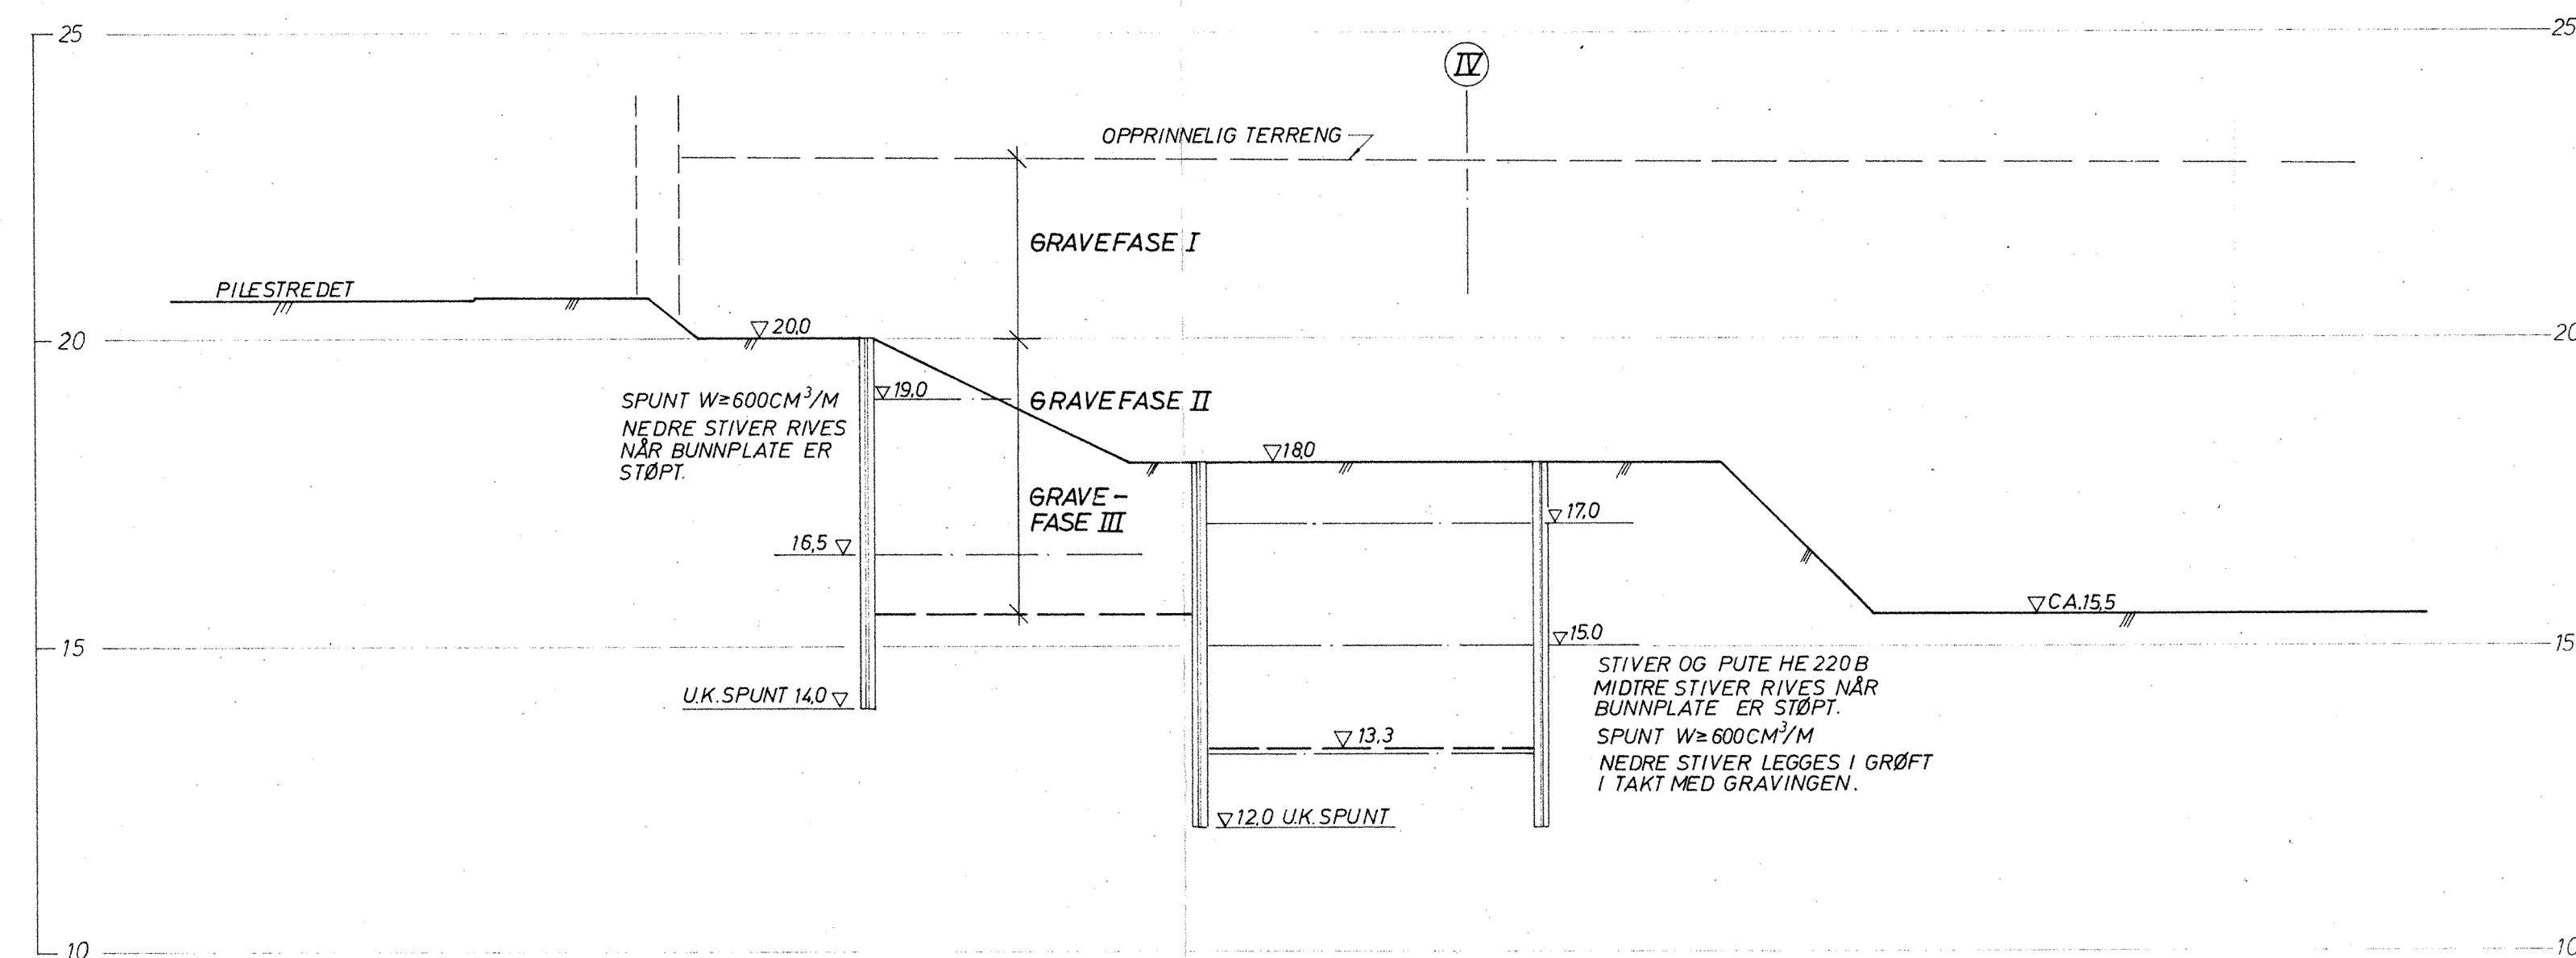 25
25
IV
OPPRINNELIG TERRENG
GRAVEFASE I
PILESTREDET
20,0
20
20
SPUNT W≥600CM³/M
NEDRE STIVER RIVES
NÅR BUNNPLATE ER
STØPT.
19,0
GRAVEFASE II
18,0
GRAVE-
FASE III
17,0
16,5
CA.15,5
15
15.0
15
U.K.SPUNT 14,0
STIVER OG PUTE HE 220 B
MIDTRE STIVER RIVES NÅR
BUNNPLATE ER STØPT.
SPUNT W≥600CM³/M
NEDRE STIVER LEGGES I GRØFT
I TAKT MED GRAVINGEN.
13,3
12,0 U.K.SPUNT
10
10